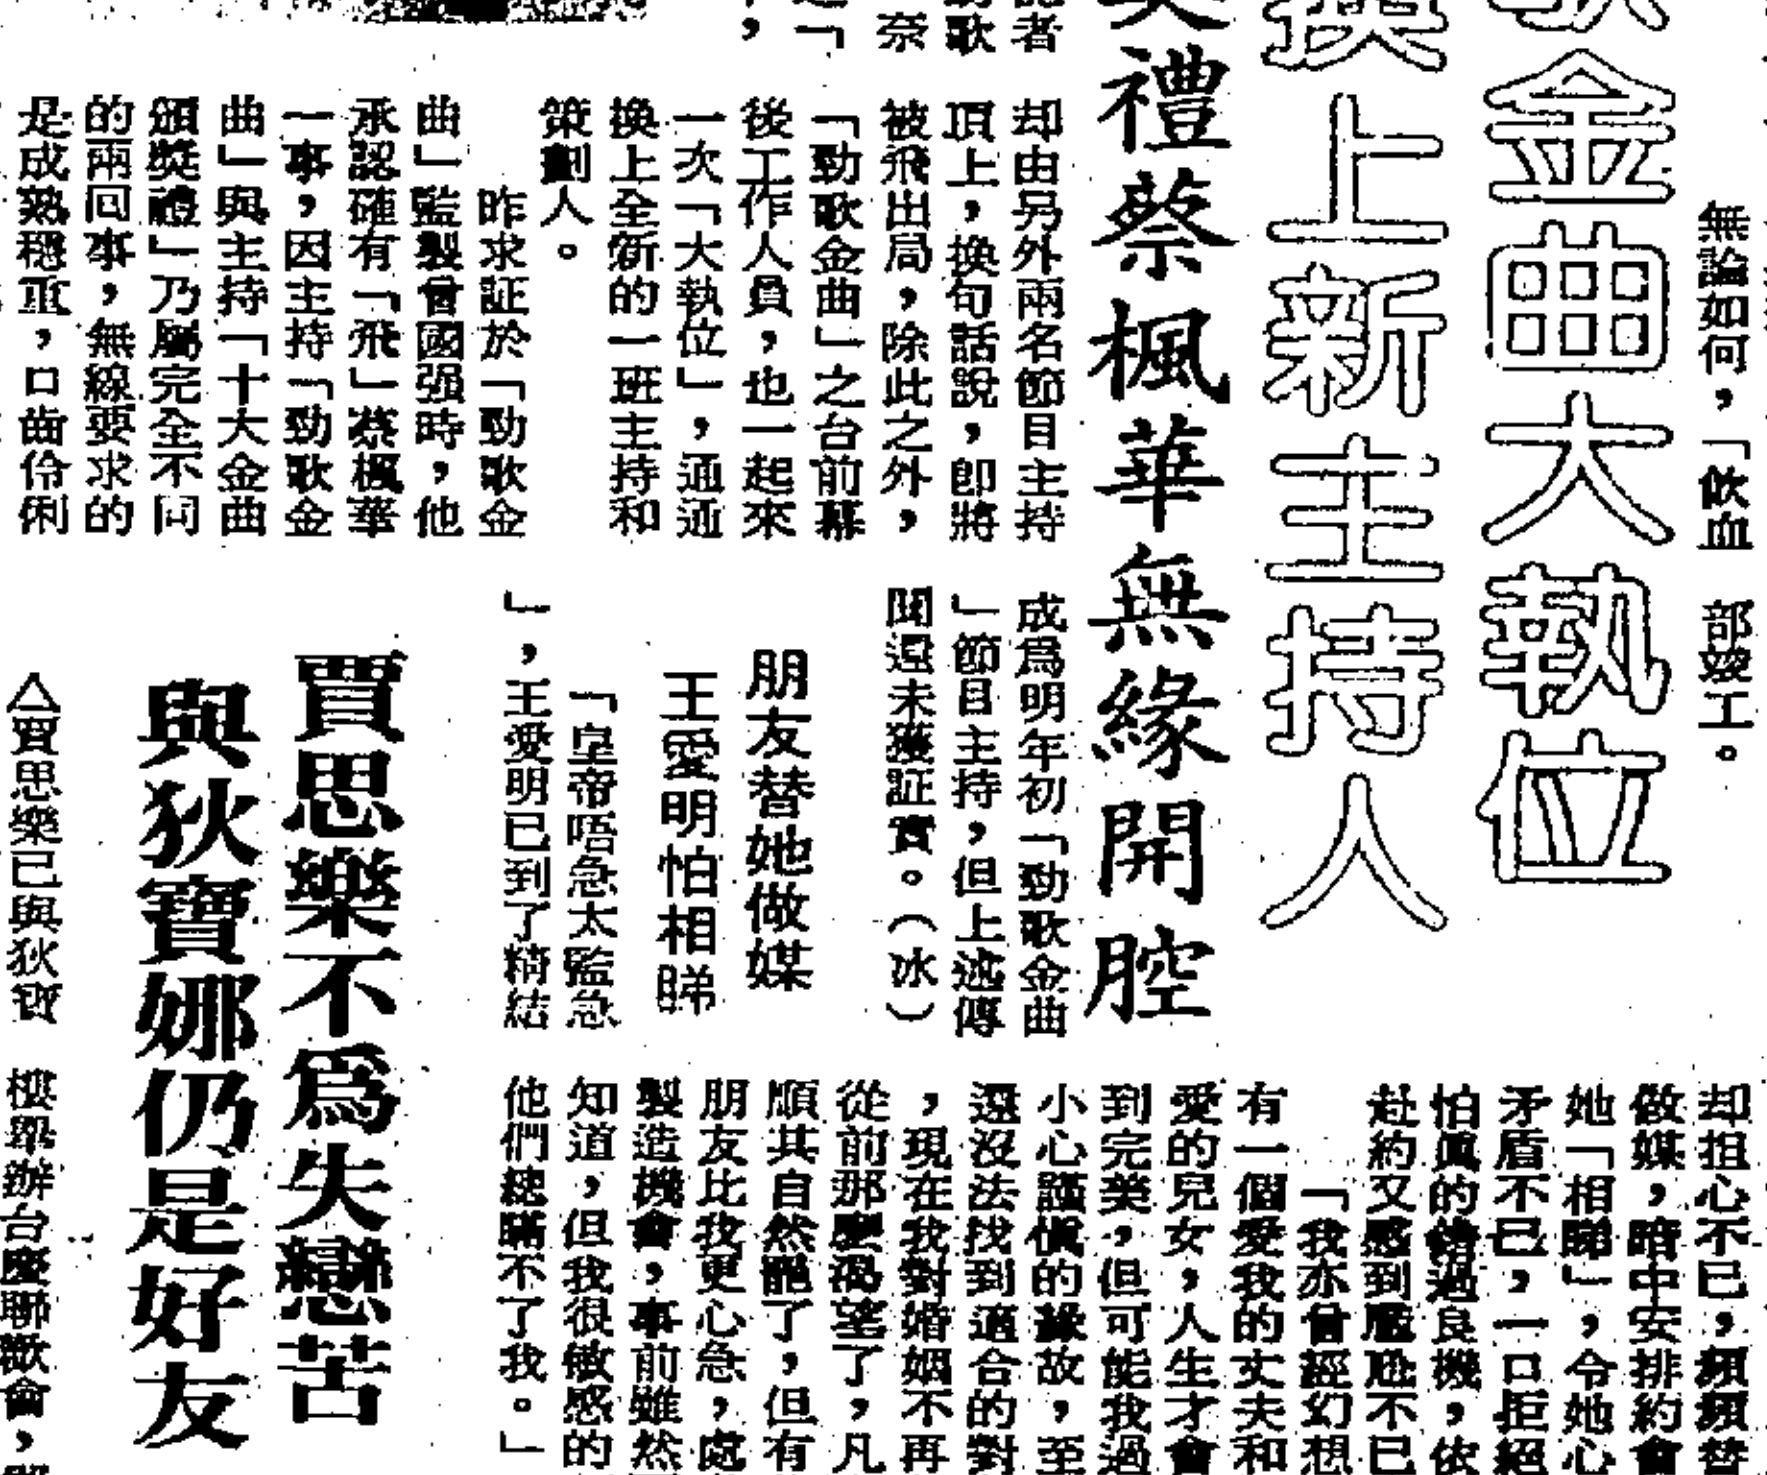 無論如何，「飲血
部竣工。
歌金曲大執位
換上新主持人
獎禮蔡楓華無緣開腔
者
勁歌
奈
却由另外兩名節目主持
頂上，換句話說，卽將
被飛出局，除此之外，
「勁歌金曲」之台前幕
後工作人員，也一起來
一次「大執位」，通通
換上全新的一班主持和
策劃人。
昨求証於「勁歌金
曲」監製曾國强時，他
承認確有「飛」蔡楓華
一事，因主持「勁歌金
曲」與主持「十大金曲
頒獎禮」乃屬完全不同
的兩回事，無線要求的
是成熟穩重，口齒伶俐
成爲明年初「勁歌金曲
」節目主持，但上述傳
聞還未獲証實。（冰）
朋友替她做媒
王愛明怕相睇
「皇帝唔急太監急
」，王愛明已到了精結
却担心不已，頻頻替
做媒，暗中安排約會
她「相睇」，令她心
矛盾不已，一口拒絕
怕眞的錯過良機，依
赴約又感到尷尬不已
「我亦曾經幻想
有一個愛我的丈夫和
愛的兒女，人生才會
到完美，但可能我過
小心謹愼的緣故，至
還沒法找到適合的對
，現在我對婚姻不再
從前那麼渴望了，凡
順其自然罷了，但有
朋友比我更心急，處
製造機會，事前雖然
知道，但我很敏感的
他們總瞞不了我。」
賈思樂不爲失戀苦
與狄寶娜仍是好友
△賈思樂已與狄寶
樓舉辦台慶聯歡會，